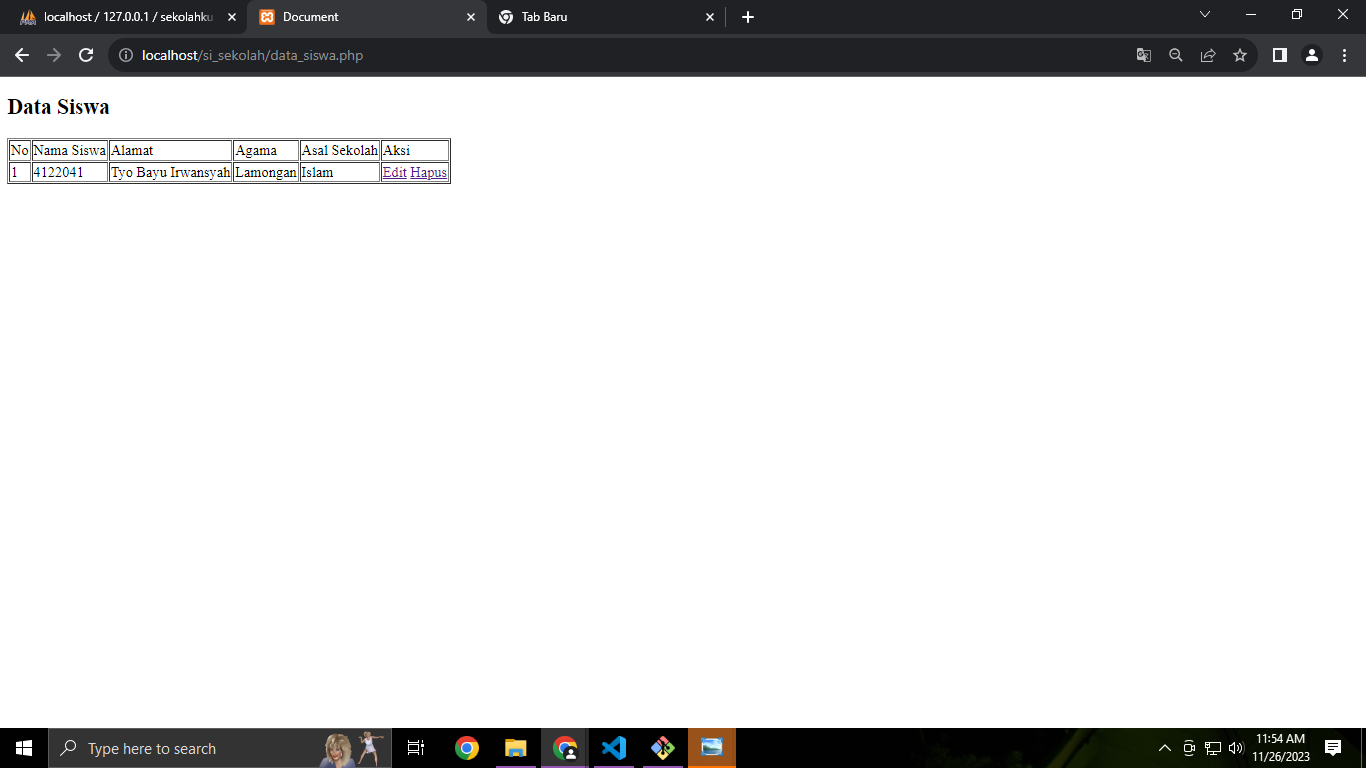 localhost / 127.0.0.1 / sekolahku
Document
Tab Baru
localhost/si_sekolah/data_siswa.php
Data Siswa
No Nama Siswa Alamat Agama Asal Sekolah Aksi
1 4122041 Tyo Bayu Irwansyah Lamongan Islam Edit Hapus
Type here to search
11:54 AM
11/26/2023